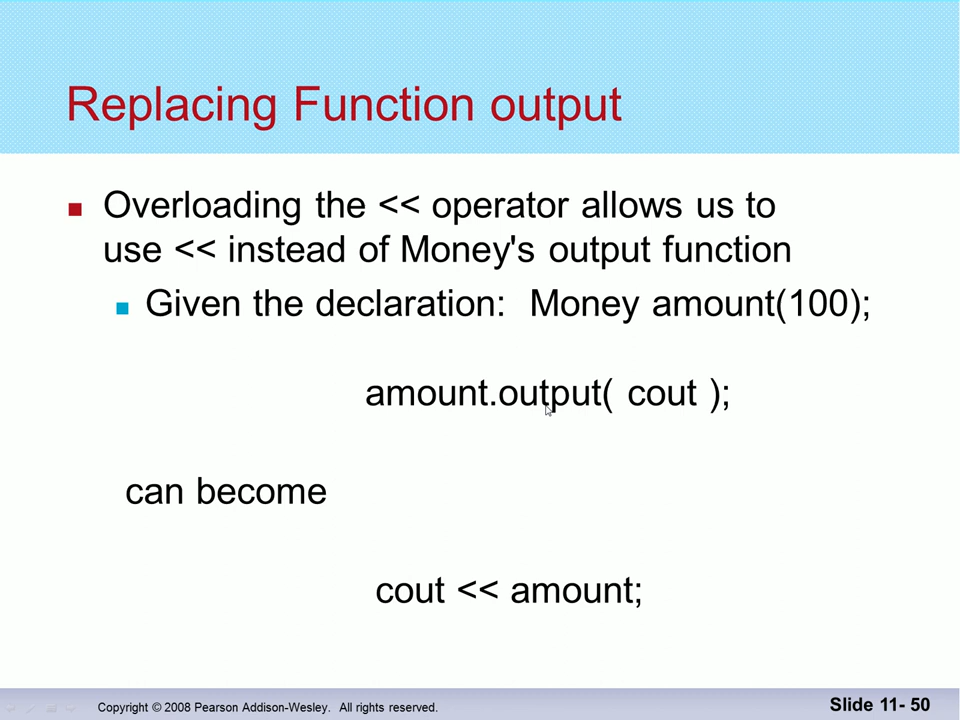 Replacing Function output
Overloading the << operator allows us to
use << instead of Money's output function
Given the declaration:  Money amount(100);
amount.output( cout );
can become
cout << amount;
Copyright © 2008 Pearson Addison-Wesley.  All rights reserved.
Slide 11- 50